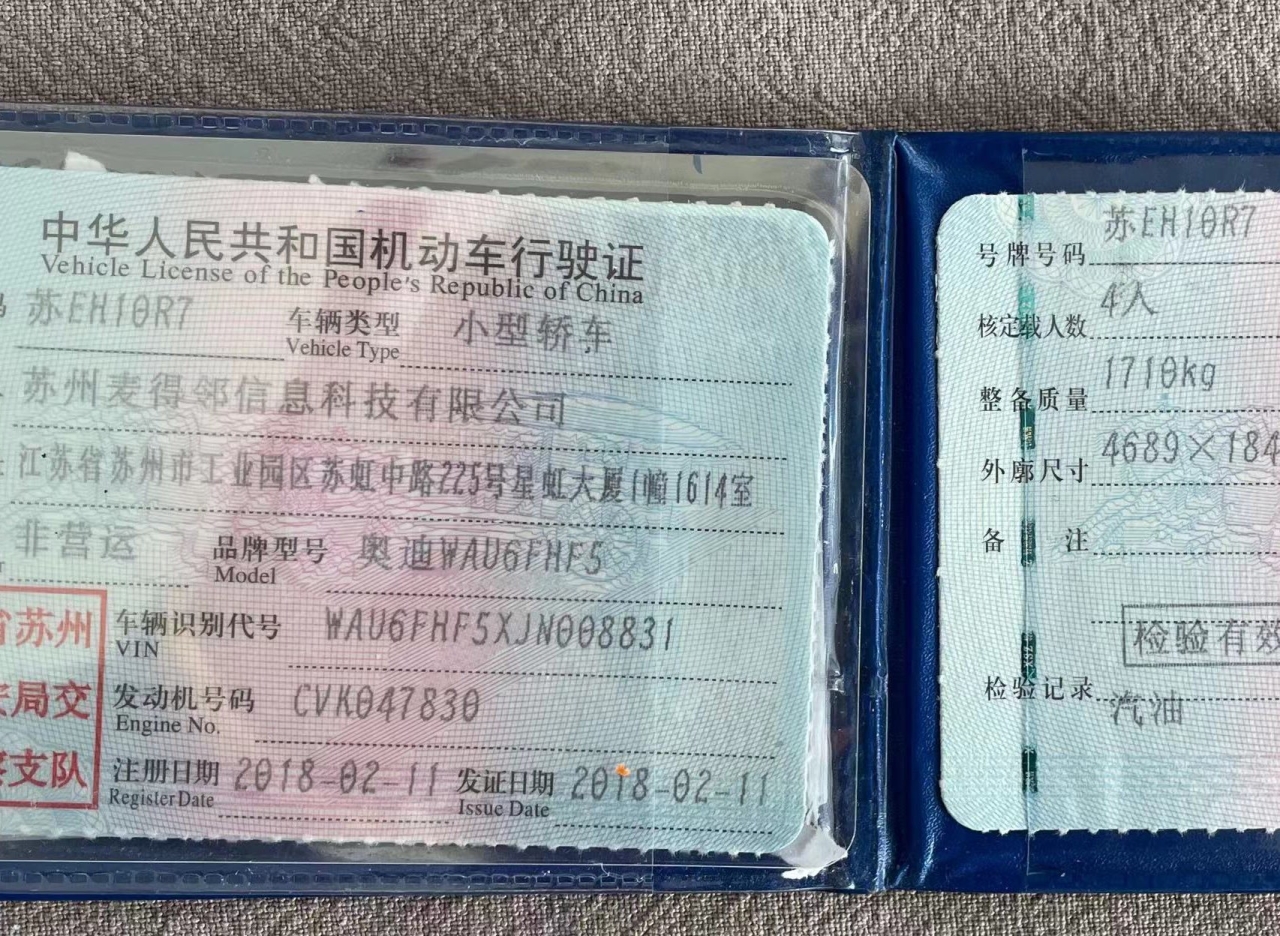 中华人民共和国机动车行驶证
Vehicle License of the People's Republic of China
苏EH10R7 车辆类型 小型轿车
Vehicle Type
苏州麦得邻信息科技有限公司
江苏省苏州市工业园区苏虹中路225号星虹大厦1幢1614室
非营运 品牌型号 奥迪WAU6FHF5
Model
省苏州
局交
支队
车辆识别代号 WAU6FHF5XJN008831
VIN
发动机号码 CVK047830
Engine No.
注册日期 2018-02-11 发证日期 2018-02-11
Register Date Issue Date
号牌号码 苏EH10R7
核定载人数 4人
整备质量 1710kg
外廓尺寸 4689×184
备注
检验有效
检验记录
汽油